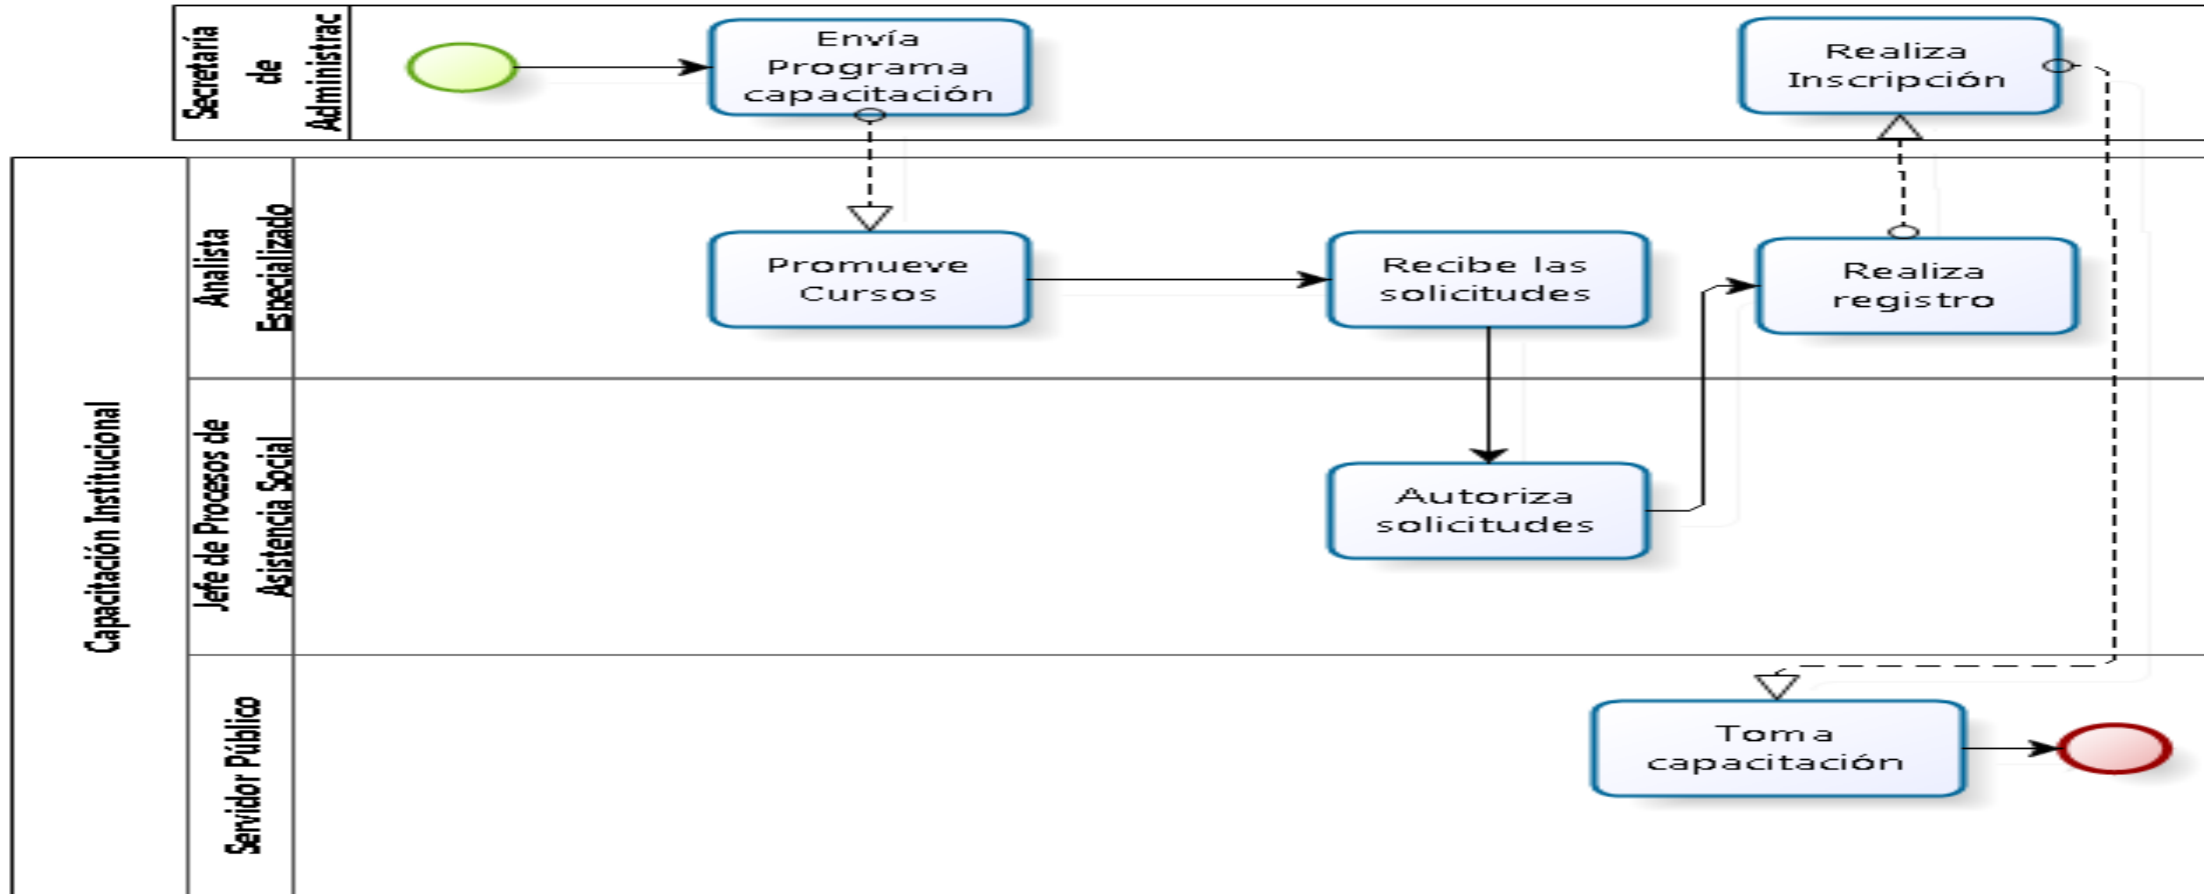 Secretaría
de
Administrac
Envía
Programa
capacitación
Realiza
Inscripción
Capacitación Institucional
Analista
Especializado
Promueve
Cursos
Recibe las
solicitudes
Realiza
registro
Jefe de Procesos de
Asistencia Social
Autoriza
solicitudes
Servidor Público
Toma
capacitación